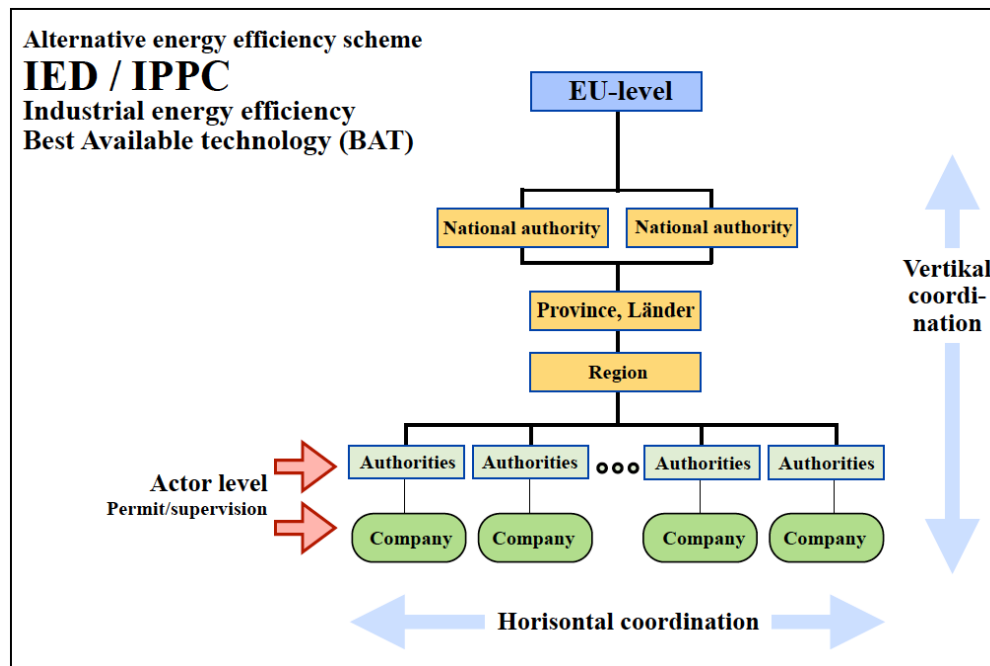 Alternative energy efficiency scheme
IED / IPPC
Industrial energy efficiency
Best Available technology (BAT)
EU-level
National authority
National authority
Province, Länder
Region
Authorities
Authorities
Authorities
Authorities
Actor level
Permit/supervision
Company
Company
Company
Company
Vertikal
coordi-
nation
Horisontal coordination